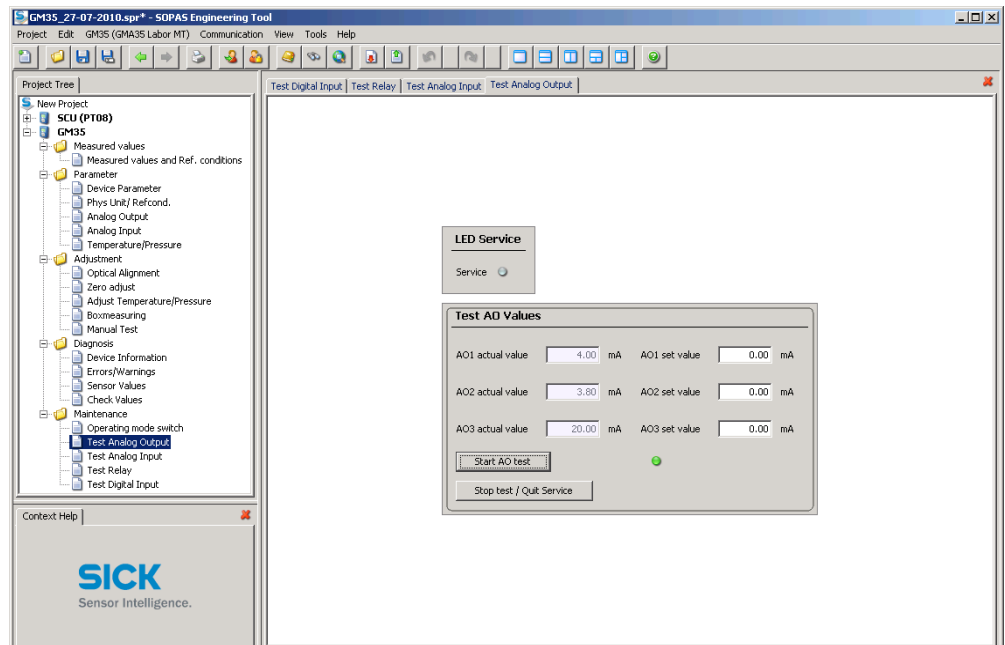 GM35_27-07-2010.spr* - SOPAS Engineering Tool
Project Edit GM35 (GMA35 Labor MT) Communication View Tools Help
Project Tree
New Project
SCU (PT08)
GM35
Measured values
Measured values and Ref. conditions
Parameter
Device Parameter
Phys Unit/ Refcond.
Analog Output
Analog Input
Temperature/Pressure
Adjustment
Optical Alignment
Zero adjust
Adjust Temperature/Pressure
Boxmeasuring
Manual Test
Diagnosis
Device Information
Errors/Warnings
Sensor Values
Check Values
Maintenance
Operating mode switch
Test Analog Output
Test Analog Input
Test Relay
Test Digital Input
Context Help
SICK
Sensor Intelligence.
Test Digital Input Test Relay Test Analog Input Test Analog Output
LED Service
Service
Test AO Values
AO1 actual value 4.00 mA AO1 set value 0.00 mA
AO2 actual value 3.80 mA AO2 set value 0.00 mA
AO3 actual value 20.00 mA AO3 set value 0.00 mA
Start AO test
Stop test / Quit Service